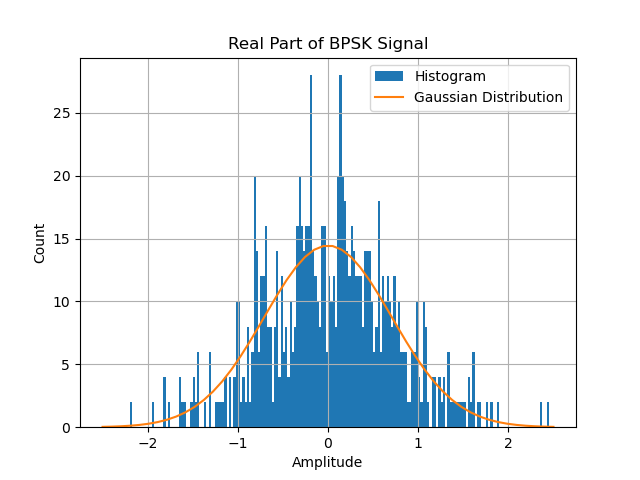 Real Part of BPSK Signal
Histogram
Gaussian Distribution
25
20
15
10
5
0
Count
−2
−1
0
1
2
Amplitude